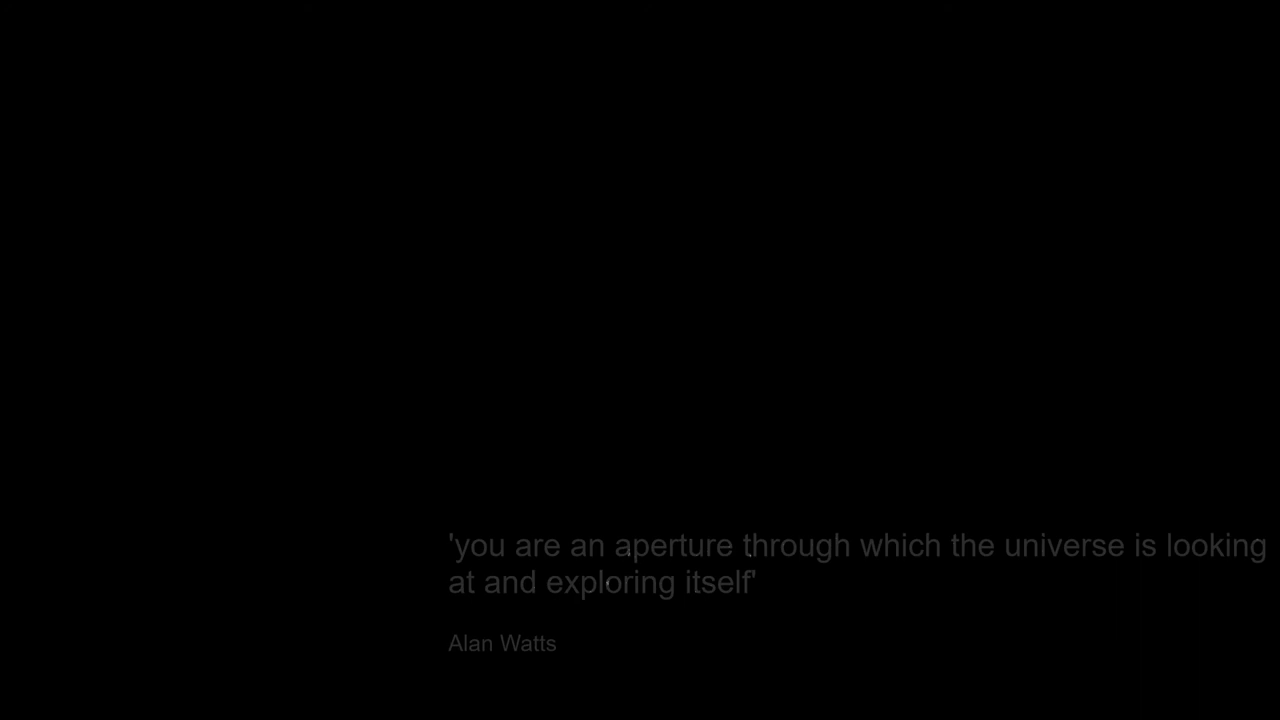 'you are an aperture through which the universe is looking
at and exploring itself'
Alan Watts